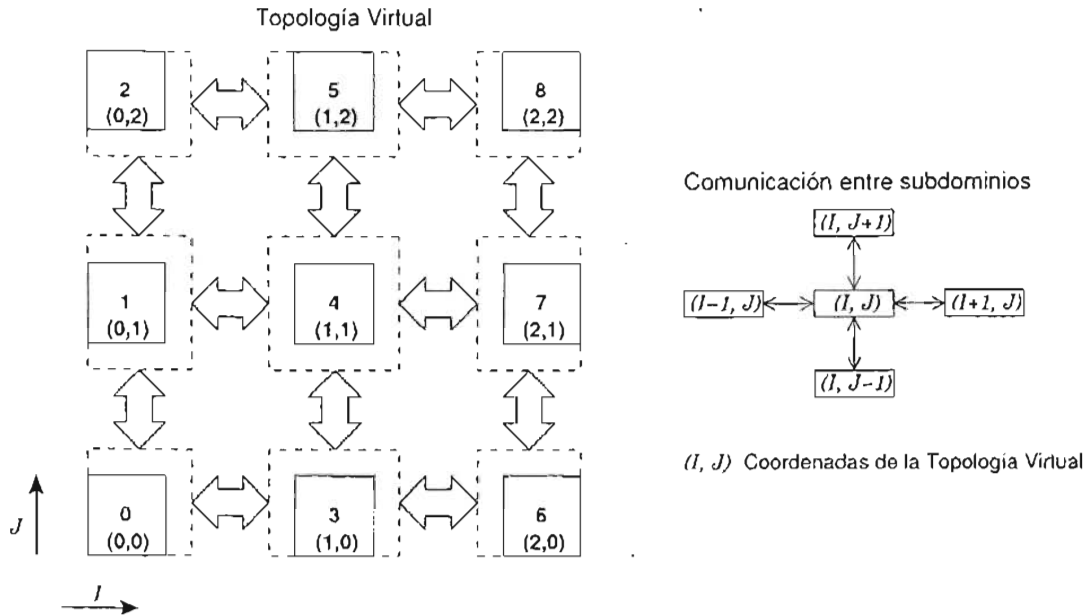 Topología Virtual
2
(0,2)
5
(1,2)
8
(2,2)
1
(0,1)
4
(1,1)
7
(2,1)
0
(0,0)
3
(1,0)
6
(2,0)
J
I
Comunicación entre subdominios
(I, J+1)
(I-1, J)
(I, J)
(I+1, J)
(I, J-1)
(I, J) Coordenadas de la Topología Virtual